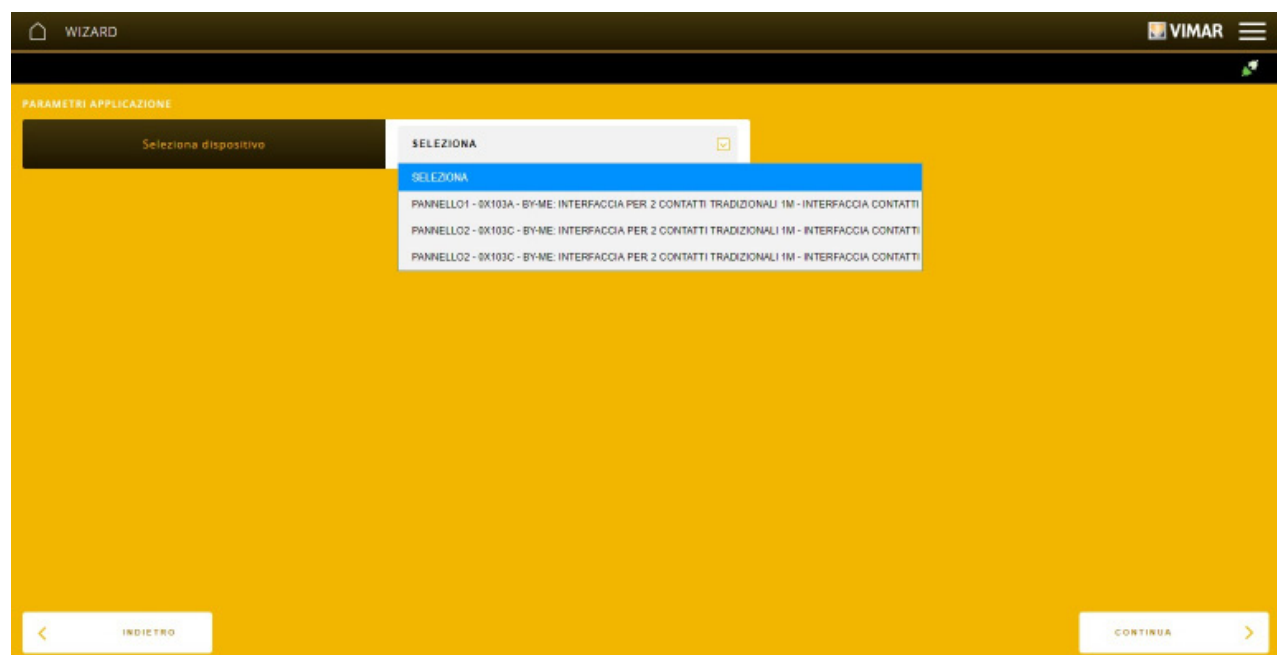 WIZARD
VIMAR
PARAMETRI APPLICAZIONE
Seleziona dispositivo
SELEZIONA
SELEZIONA
PANNELLO1 - 0X103A - BY-ME: INTERFACCIA PER 2 CONTATTI TRADIZIONALI 1M - INTERFACCIA CONTATTI
PANNELLO2 - 0X103C - BY-ME: INTERFACCIA PER 2 CONTATTI TRADIZIONALI 1M - INTERFACCIA CONTATTI
PANNELLO2 - 0X103C - BY-ME: INTERFACCIA PER 2 CONTATTI TRADIZIONALI 1M - INTERFACCIA CONTATTI
INDIETRO
CONTINUA